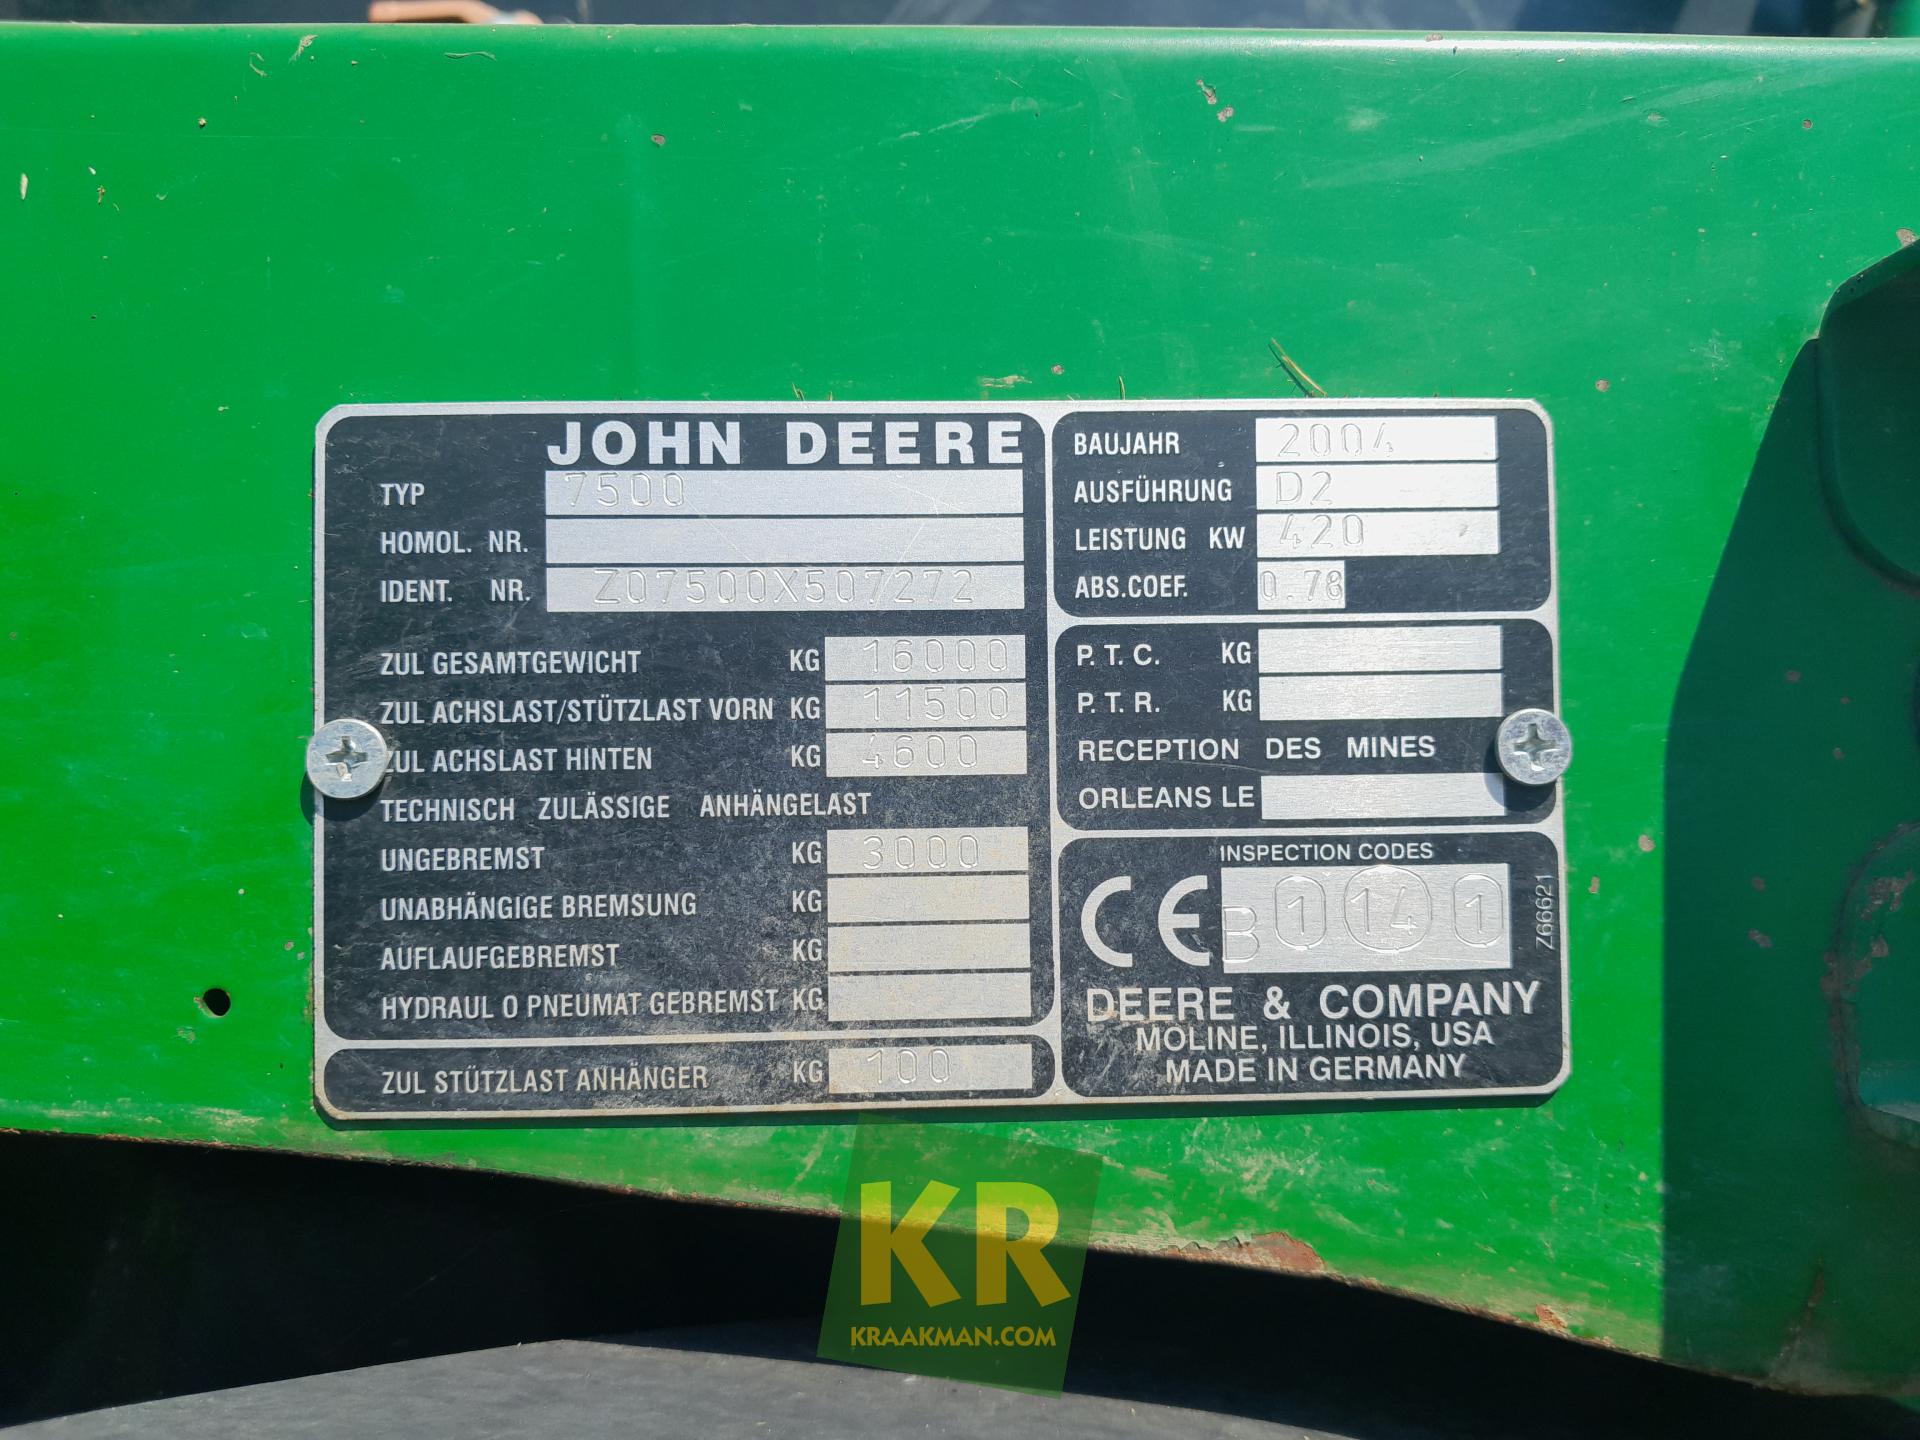 JOHN DEERE
TYP 7500
HOMOL. NR.
IDENT. NR. Z07500X507272
ZUL GESAMTGEWICHT KG 16000
ZUL ACHSLAST/STÜTZLAST VORN KG 11500
ZUL ACHSLAST HINTEN KG 4600
TECHNISCH ZULÄSSIGE ANHÄNGELAST
UNGEBREMST KG 3000
UNABHÄNGIGE BREMSUNG KG
AUFLAUFGEBREMST KG
HYDRAUL O PNEUMAT GEBREMST KG
ZUL STÜTZLAST ANHÄNGER KG 100
BAUJAHR 2004
AUSFÜHRUNG D2
LEISTUNG KW 420
ABS.COEF. 0.78
P. T. C. KG
P. T. R. KG
RECEPTION DES MINES
ORLEANS LE
INSPECTION CODES
CE B 1 14 1
Z66621
DEERE & COMPANY
MOLINE, ILLINOIS, USA
MADE IN GERMANY
KR
KRAAKMAN.COM